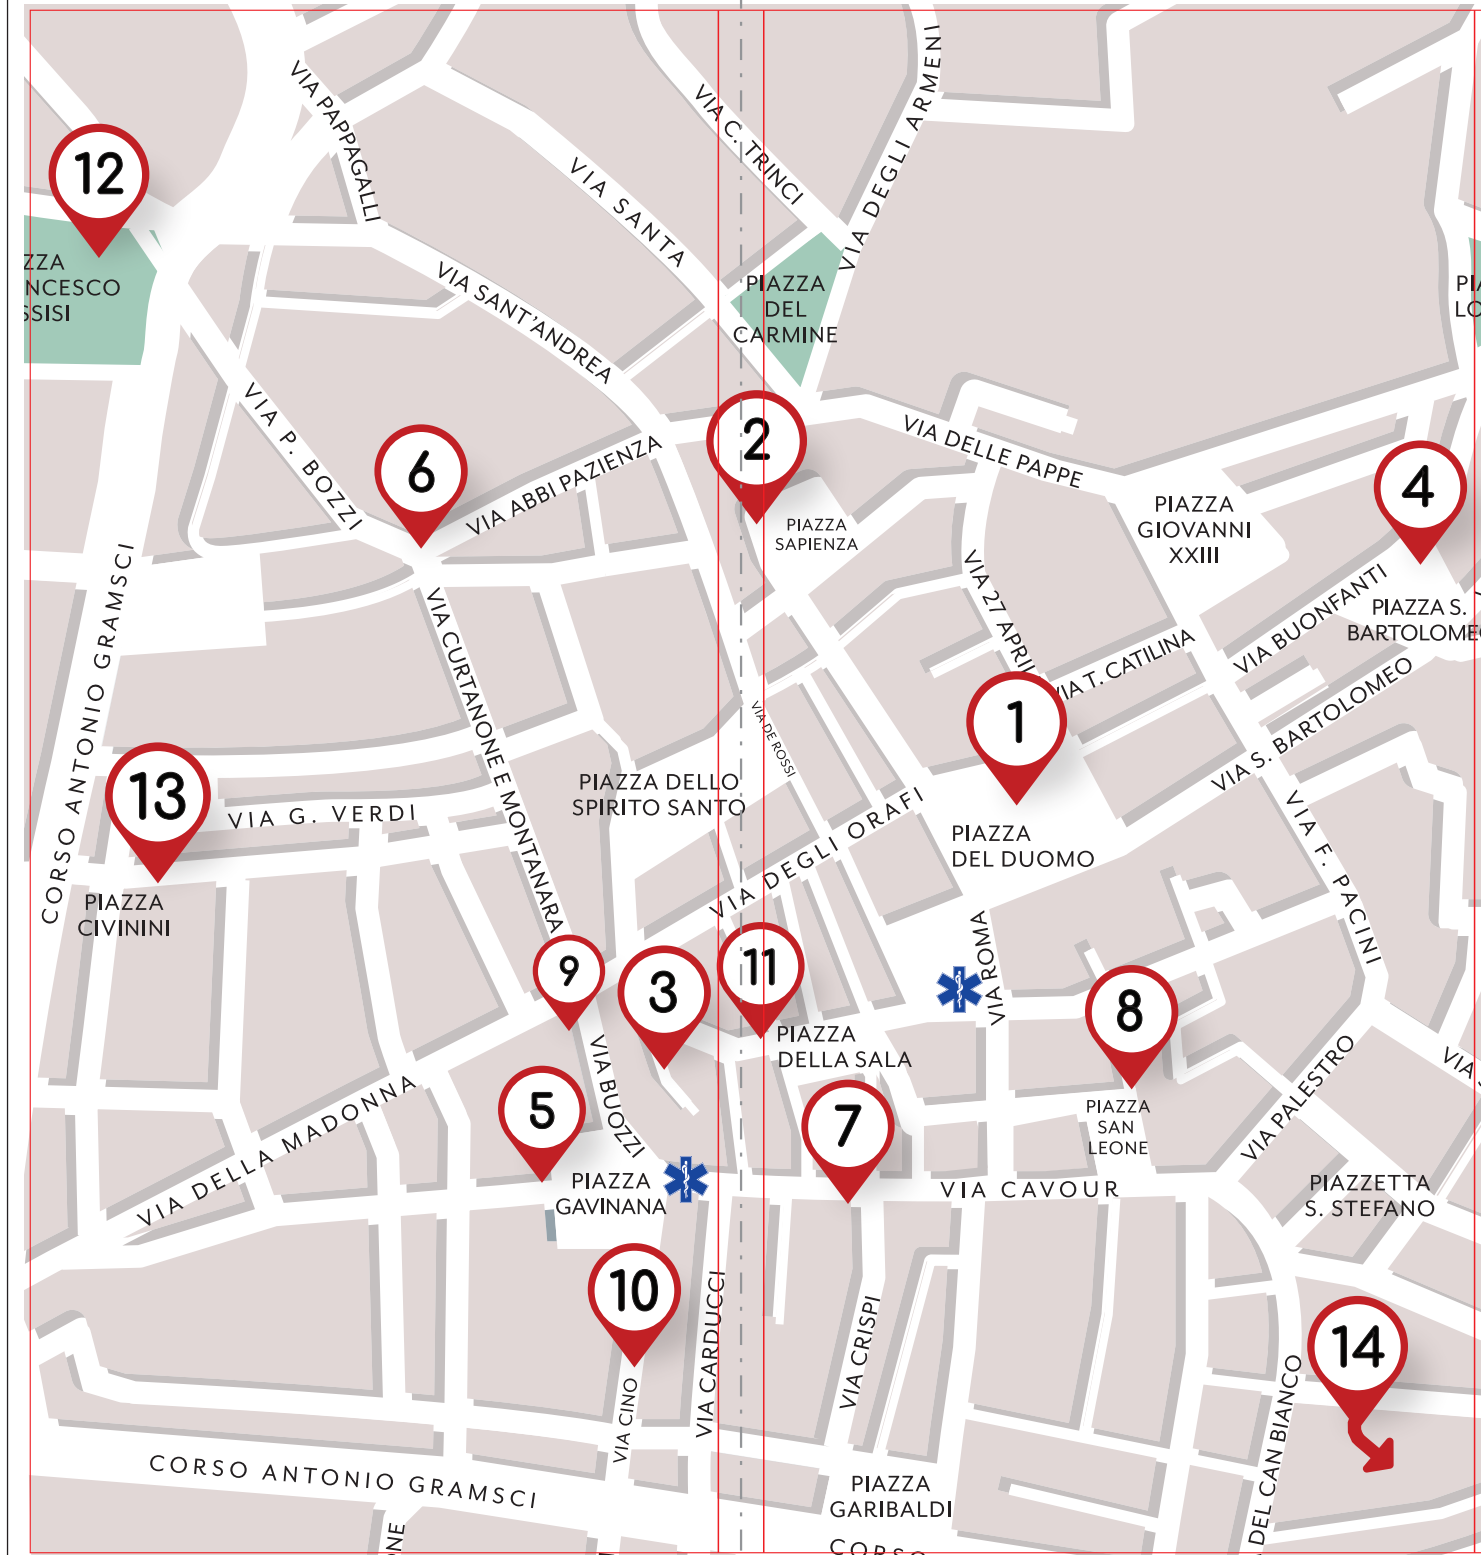 VIA PAPPAGALLI
VIA C. TRINCI
VIA DEGLI ARMENI
12
VIA SANTA
ZZA
NCESCO
SSISI
VIA SANT'ANDREA
PIAZZA
DEL
CARMINE
PIA
LO
VIA P. BOZZI
6
VIA ABBI PAZIENZA
2
VIA DELLE PAPPE
4
PIAZZA
SAPIENZA
PIAZZA
GIOVANNI
XXIII
CORSO ANTONIO GRAMSCI
VIA CURTANONE E MONTANARA
VIA 27 APRIL
VIA T. CATILINA
VIA BUONFANTI
PIAZZA S.
BARTOLOME
VIA S. BARTOLOMEO
1
VIA DE ROSSI
13
VIA G. VERDI
PIAZZA DELLO
SPIRITO SANTO
VIA DEGLI ORAFI
PIAZZA
DEL DUOMO
VIA F. PACINI
PIAZZA
CIVININI
9
3
11
VIA ROMA
8
PIAZZA
DELLA SALA
VIA BUOZZI
5
7
PIAZZA
SAN
LEONE
VIA PALESTRO
VIA
VIA DELLA MADONNA
PIAZZA
GAVINANA
VIA CAVOUR
PIAZZETTA
S. STEFANO
10
VIA CARDUCCI
VIA CRISPI
14
VIA CINO
DEL CAN BIANCO
CORSO ANTONIO GRAMSCI
PIAZZA
GARIBALDI
NE
CORSO